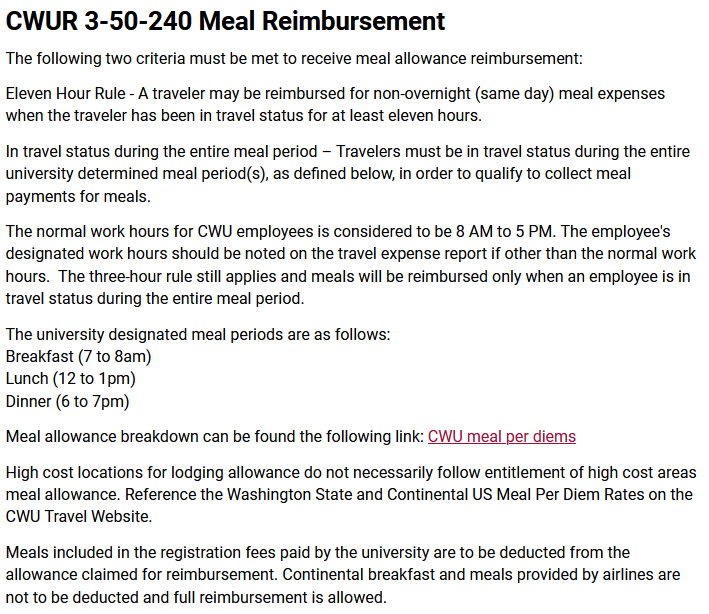 CWUR 3-50-240 Meal Reimbursement
The following two criteria must be met to receive meal allowance reimbursement:
Eleven Hour Rule - A traveler may be reimbursed for non-overnight (same day) meal expenses
when the traveler has been in travel status for at least eleven hours.
In travel status during the entire meal period – Travelers must be in travel status during the entire
university determined meal period(s), as defined below, in order to qualify to collect meal
payments for meals.
The normal work hours for CWU employees is considered to be 8 AM to 5 PM. The employee's
designated work hours should be noted on the travel expense report if other than the normal work
hours.  The three-hour rule still applies and meals will be reimbursed only when an employee is in
travel status during the entire meal period.
The university designated meal periods are as follows:
Breakfast (7 to 8am)
Lunch (12 to 1pm)
Dinner (6 to 7pm)
Meal allowance breakdown can be found the following link: CWU meal per diems
High cost locations for lodging allowance do not necessarily follow entitlement of high cost areas
meal allowance. Reference the Washington State and Continental US Meal Per Diem Rates on the
CWU Travel Website.
Meals included in the registration fees paid by the university are to be deducted from the
allowance claimed for reimbursement. Continental breakfast and meals provided by airlines are
not to be deducted and full reimbursement is allowed.